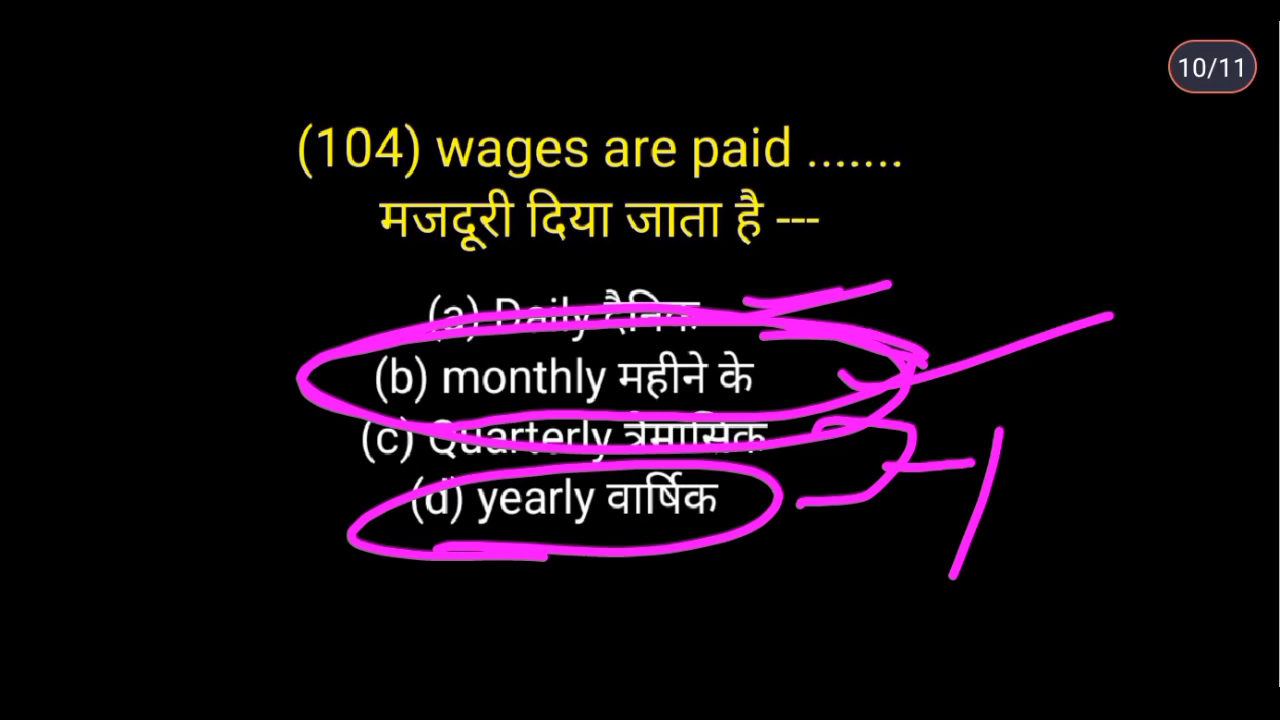 10/11
(104) wages are paid .......
मजदूरी दिया जाता है ---
(a) Daily दैनिक
(b) monthly महीने के
(c) Quarterly त्रैमासिक
(d) yearly वार्षिक